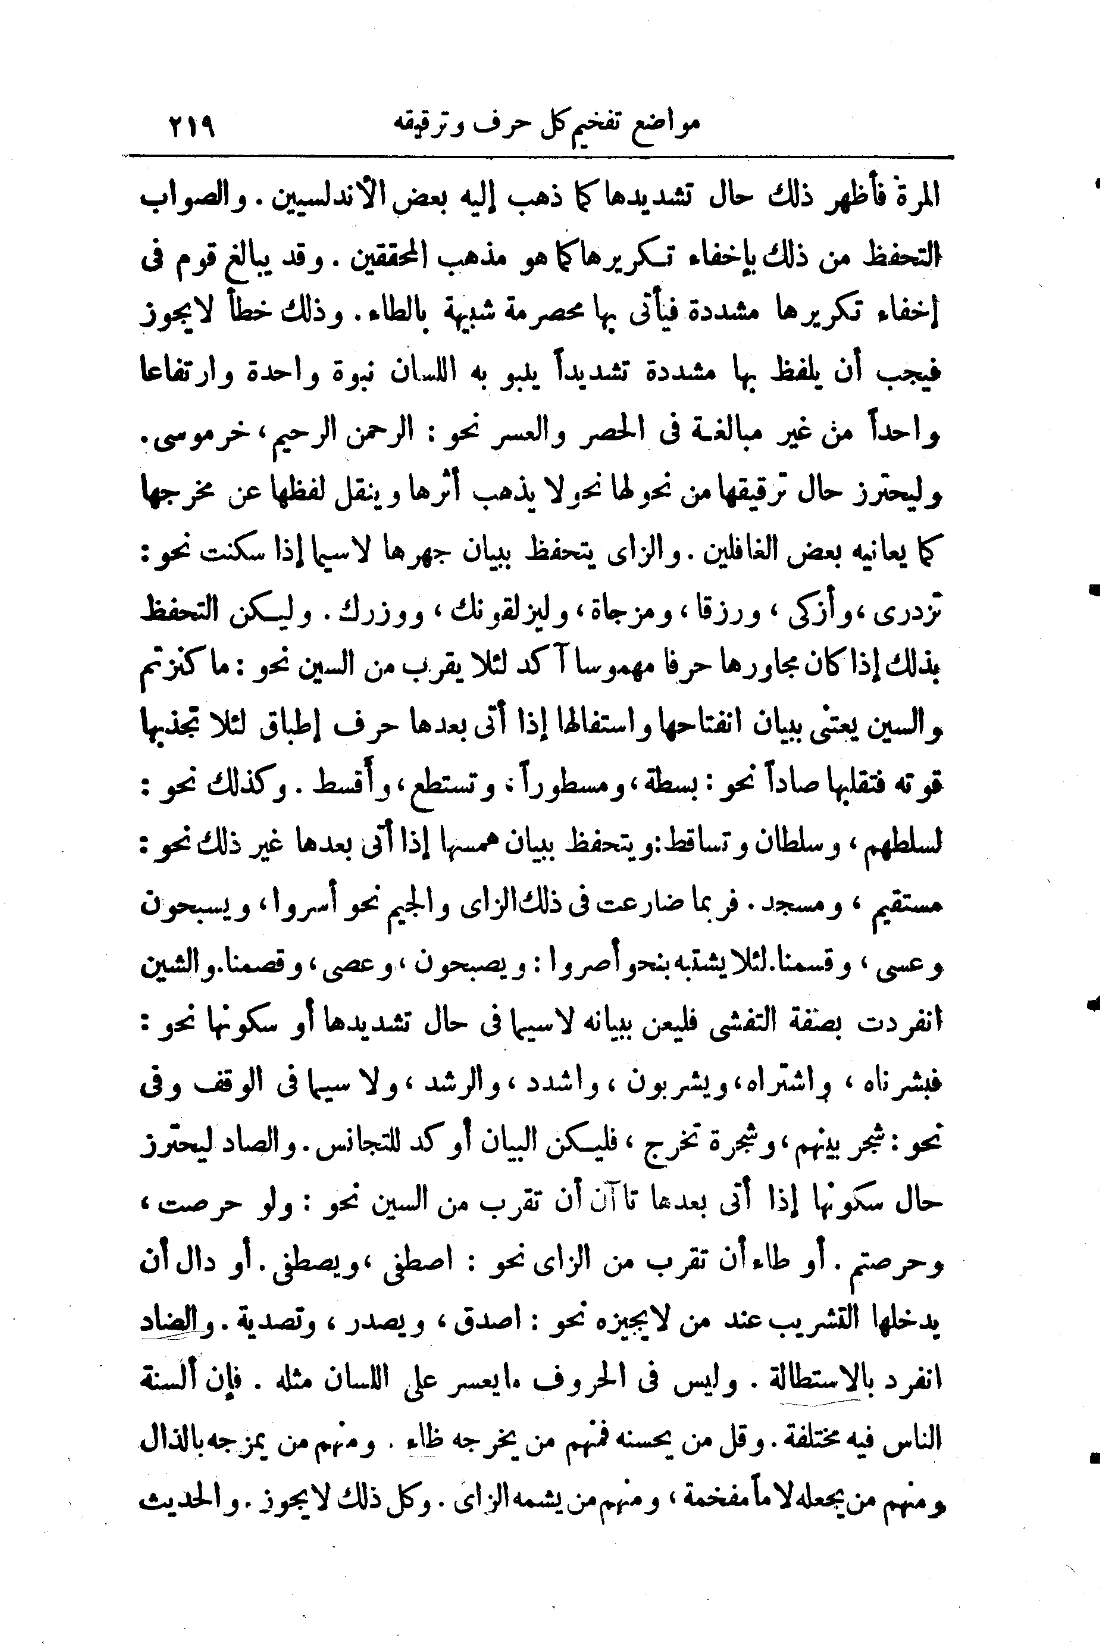 مواضع تفخيم كل حرف وترقيقه ٢١٩
المرة فأظهر ذلك حال تشديدها كما ذهب إليه بعض الأندلسيين . والصواب
التحفظ من ذلك بإخفاء تكريرها كما هو مذهب المحققين . وقد يبالغ قوم فى
إخفاء تكريرها مشددة فيأتى بها محصرمة شبيهة بالطاء . وذلك خطأ لايجوز
فيجب أن يلفظ بها مشددة تشديداً ينبو به اللسان نبوة واحدة وارتفاعا
واحداً من غير مبالغة فى الحصر والعسر نحو : الرحمن الرحيم ، خر موسى .
وليحترز حال ترقيقها من نحولها نحولا يذهب أثرها وينقل لفظها عن مخرجها
كما يعانيه بعض الغافلين . والزاى يتحفظ ببيان جهرها لاسيما إذا سكنت نحو :
تزدرى ، وأزكى ، ورزقا ، ومزجاة ، وليزلقونك ، ووزرك . وليكن التحفظ
بذلك إذا كان مجاورها حرفا مهموسا آكد لئلا يقرب من السين نحو : ما كنزتم
والسين يعتنى ببيان انفتاحها واستفالها إذا أتى بعدها حرف إطباق لئلا تجذبها
قوته فتقلبها صاداً نحو : بسطة ، ومسطوراً ، وتستطع ، وأقسط . وكذلك نحو :
لسلطهم ، وسلطان وتساقط : ويتحفظ ببيان همسها إذا أتى بعدها غير ذلك نحو :
مستقيم ، ومسجد . فربما ضارعت فى ذلك الزاى والجيم نحو أسروا ، ويسبحون
وعسى ، وقسمنا . لئلا يشتبه بنحو أصروا : ويصبحون ، وعصى ، وقصمنا . والشين
انفردت بصفة التفشى فليعن ببيانه لاسيما فى حال تشديدها أو سكونها نحو :
فبشرناه ، واشتراه ، ويشربون ، واشدد ، والرشد ، ولا سيما فى الوقف وفى
نحو : شجر بينهم ، وشجرة تخرج ، فليكن البيان أوكد للتجانس . والصاد ليحترز
حال سكونها إذا أتى بعدها تاآن أن تقرب من السين نحو : ولو حرصت ،
وحرصتم . أو طاء أن تقرب من الزاى نحو : اصطفى ، ويصطفى . أو دال أن
يدخلها التشريب عند من لايجيزه نحو : اصدق ، ويصدر ، وتصدية . والضاد
انفرد بالاستطالة . وليس فى الحروف مايعسر على اللسان مثله . فإن ألسنة
الناس فيه مختلفة . وقل من يحسنه فمنهم من يخرجه ظاء . ومنهم من يمزجه بالذال
ومنهم من يجعله لاماً مفخمة ، ومنهم من يشمه الزاى . وكل ذلك لايجوز . والحديث